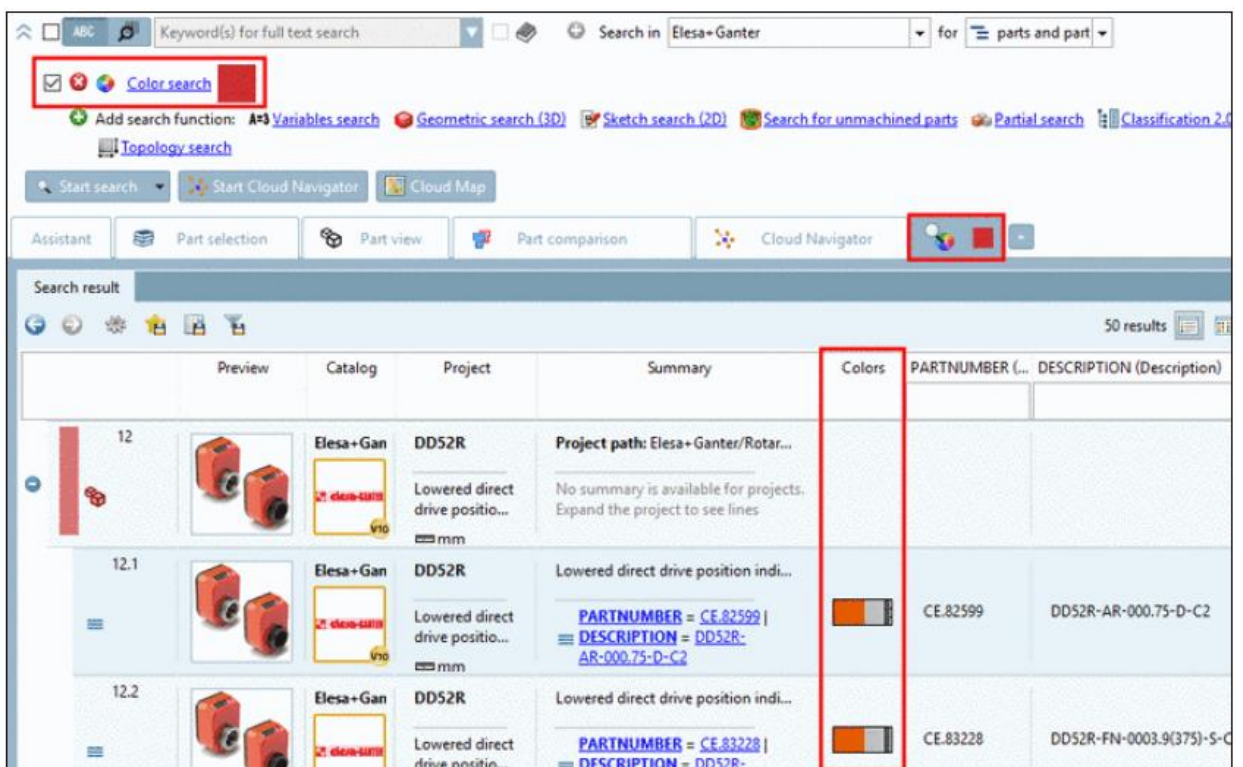 ABC Keyword(s) for full text search Search in Elesa+Ganter for parts and part
Color search
Add search function: A=3 Variables search Geometric search (3D) Sketch search (2D) Search for unmachined parts Partial search Classification 2.0
Topology search
Start search Start Cloud Navigator Cloud Map
Assistant Part selection Part view Part comparison Cloud Navigator
Search result
50 results
Preview Catalog Project Summary Colors PARTNUMBER (... DESCRIPTION (Description)
12 Elesa+Gan DD52R Project path: Elesa+Ganter/Rotar...
Lowered direct No summary is available for projects.
drive positio... Expand the project to see lines
V10
mm
12.1 Elesa+Gan DD52R Lowered direct drive position indi...
Lowered direct PARTNUMBER = CE.82599 | CE.82599 DD52R-AR-000.75-D-C2
drive positio... DESCRIPTION = DD52R-
V10 AR-000.75-D-C2
mm
12.2 Elesa+Gan DD52R Lowered direct drive position indi...
Lowered direct PARTNUMBER = CE.83228 | CE.83228 DD52R-FN-0003.9(375)-S-C
drive positio... DESCRIPTION = DD52R-